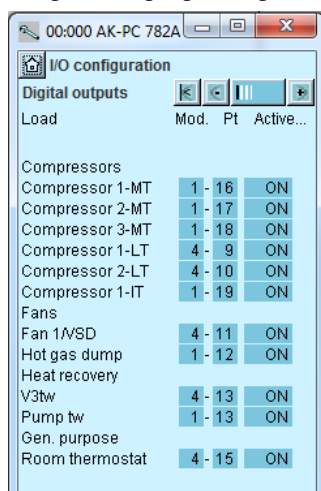 00:000 AK-PC 782A
I/O configuration
Digital outputs
Load Mod. Pt Active...
Compressors
Compressor 1-MT 1 - 16 ON
Compressor 2-MT 1 - 17 ON
Compressor 3-MT 1 - 18 ON
Compressor 1-LT 4 - 9 ON
Compressor 2-LT 4 - 10 ON
Compressor 1-IT 1 - 19 ON
Fans
Fan 1/VSD 4 - 11 ON
Hot gas dump 1 - 12 ON
Heat recovery
V3tw 4 - 13 ON
Pump tw 1 - 13 ON
Gen. purpose
Room thermostat 4 - 15 ON